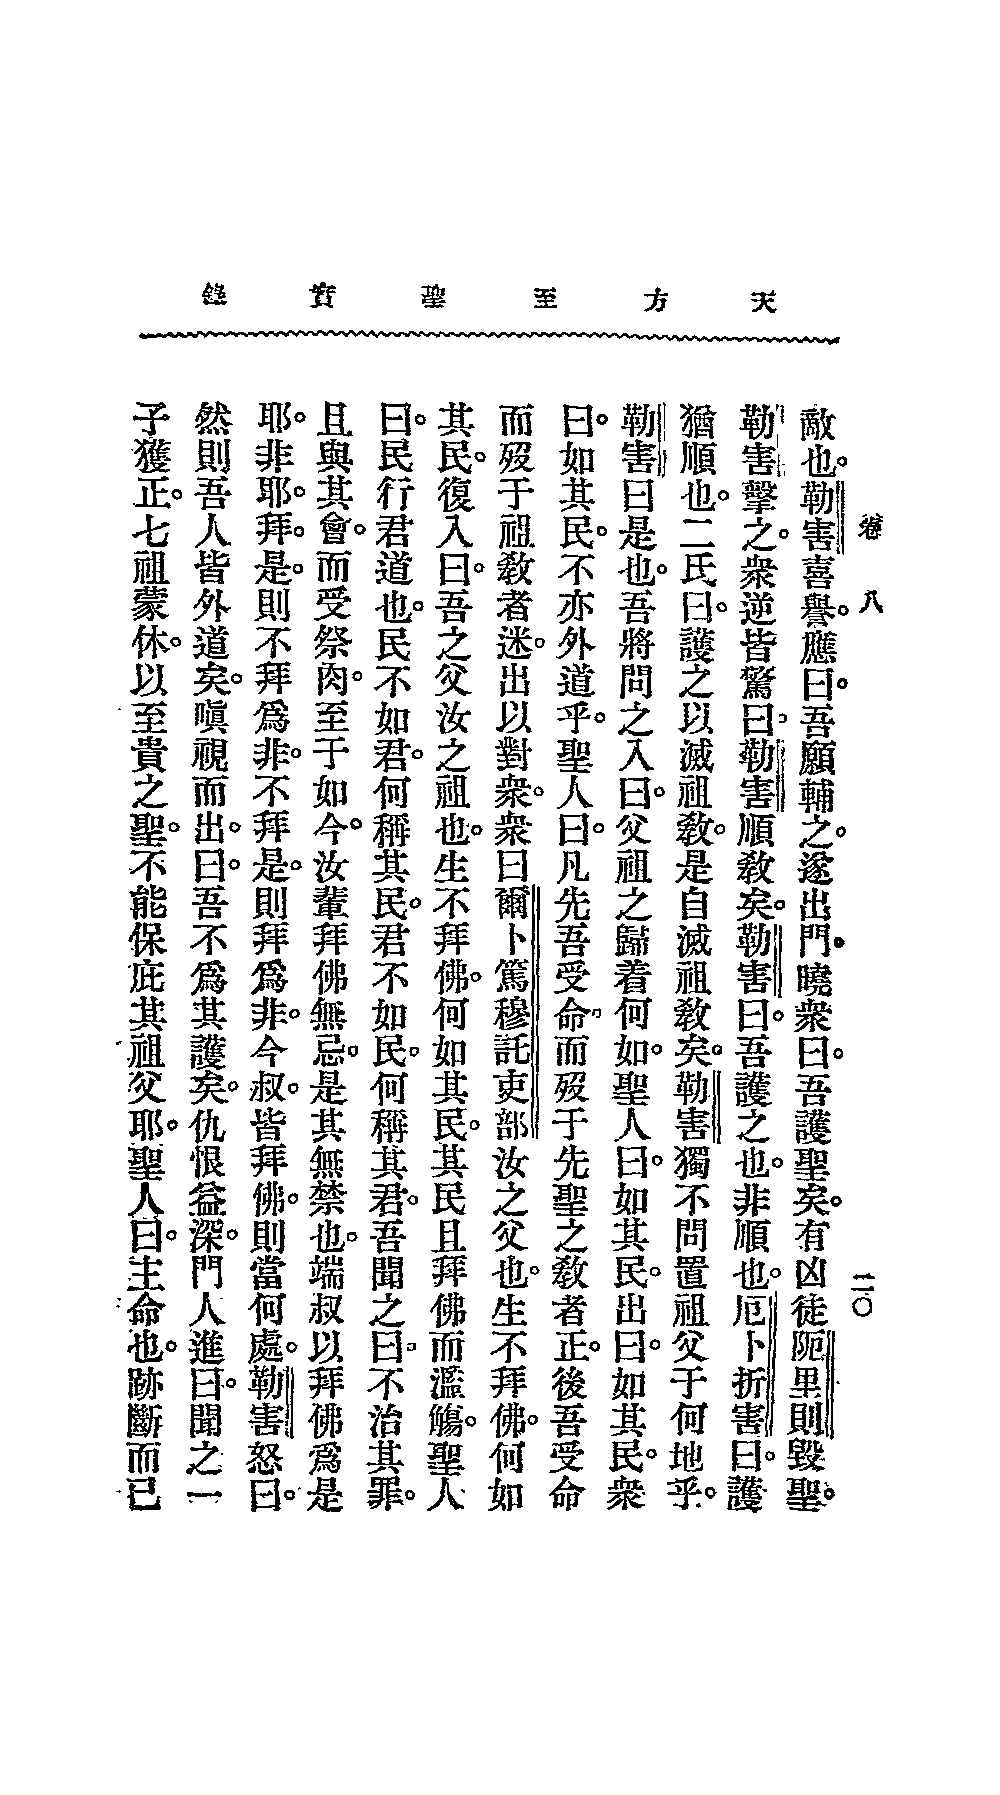 天方至聖實錄
卷八
二〇
敵也。勒害喜譽。應曰。吾願輔之。遂出門。曉衆曰。吾護聖矣。有凶徒阨里則毀聖。
勒害擊之。衆逆皆驚曰。勒害順敎矣。勒害曰。吾護之也。非順也。厄卜折害曰。護
猶順也。二氏曰。護之以滅祖敎。是自滅祖敎矣。勒害獨不問置祖父于何地乎。
勒害曰是也。吾將問之入曰。父祖之歸着何如。聖人曰。如其民。出曰。如其民。衆
曰。如其民。不亦外道乎。聖人曰。凡先吾受命。而歿于先聖之敎者正。後吾受命
而歿于祖敎者迷。出以對衆。衆曰爾卜篤穆託吏部汝之父也。生不拜佛。何如
其民。復入曰。吾之父汝之祖也。生不拜佛。何如其民。其民且拜佛而濫觴。聖人
曰。民行君道也。民不如君。何稱其民。君不如民。何稱其君。吾聞之曰。不治其罪。
且與其會。而受祭肉。至于如今。汝輩拜佛無忌。是其無禁也。端叔以拜佛爲是
耶。非耶。拜。是。則不拜爲非。不拜是。則拜爲非。今叔。皆拜佛。則當何處。勒害怒曰。
然則吾人皆外道矣。嗔視而出。曰。吾不爲其護矣。仇恨益深。門人進曰。聞之一
子獲正。七祖蒙休。以至貴之聖。不能保庇其祖父耶。聖人曰。主命也。跡斷而已